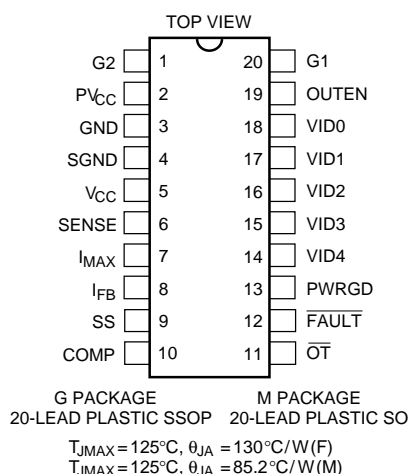 TOP VIEW
G2 1 20 G1
PVCC 2 19 OUTEN
GND 3 18 VID0
SGND 4 17 VID1
VCC 5 16 VID2
SENSE 6 15 VID3
IMAX 7 14 VID4
IFB 8 13 PWRGD
SS 9 12 FAULT
COMP 10 11 OT
G PACKAGE M PACKAGE
20-LEAD PLASTIC SSOP 20-LEAD PLASTIC SO
TJMAX = 125°C, θJA = 130°C/W (F)
TJMAX = 125°C, θJA = 85.2°C/W (M)